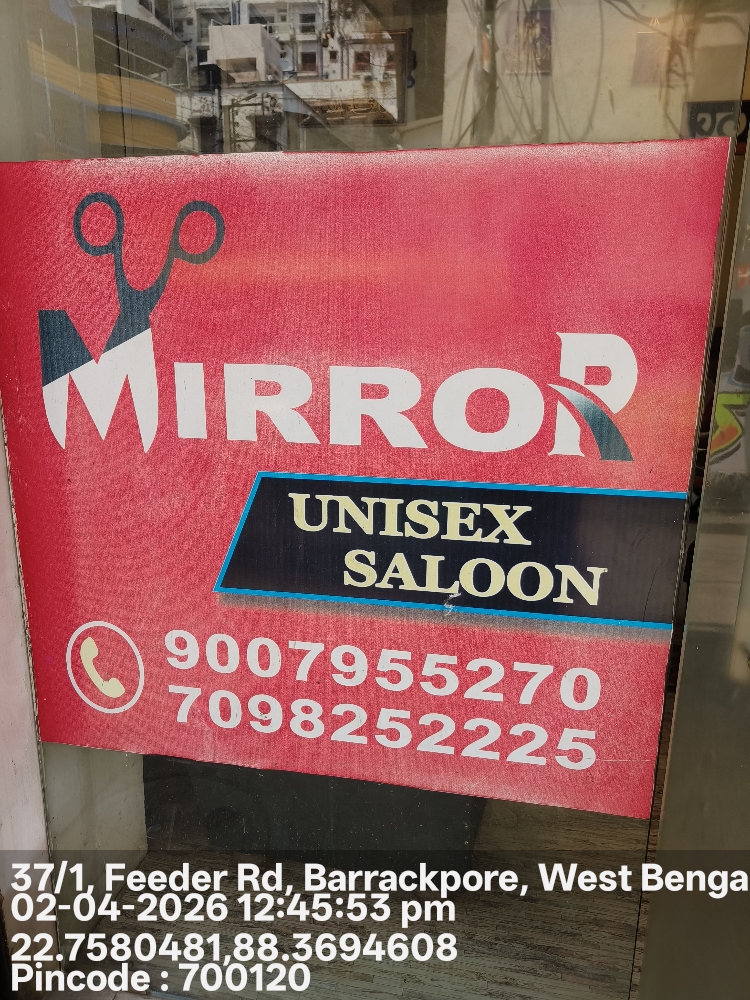 MIRROR
UNISEX
SALOON
9007955270
7098252225
37/1, Feeder Rd, Barrackpore, West Benga
02-04-2026 12:45:53 pm
22.7580481,88.3694608
Pincode : 700120